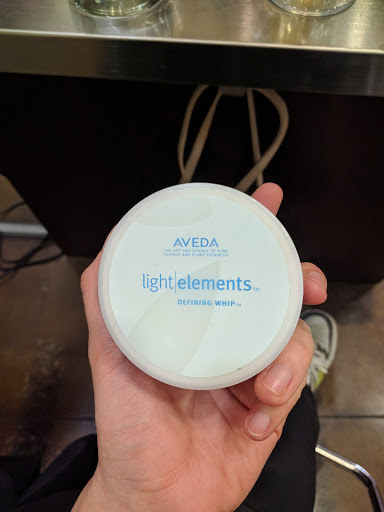 AVEDA
THE ART AND SCIENCE OF PURE
FLOWER AND PLANT ESSENCES
light|elements™
DEFINING WHIP™